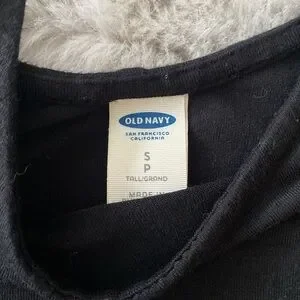 OLD NAVY
SAN FRANCISCO
CALIFORNIA
S
P
TALL/GRAND
MADE IN